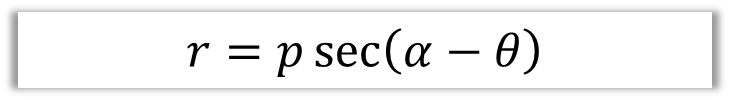 𝑟 = 𝑝 sec(𝛼 − 𝜃)